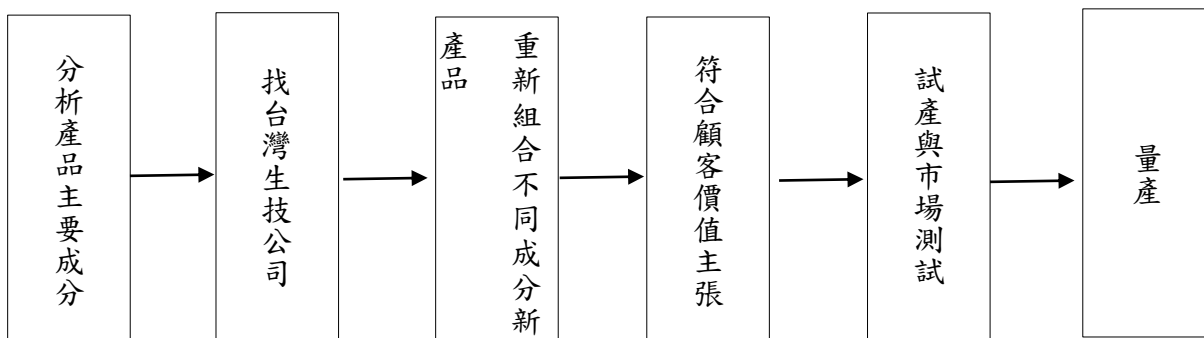 分析產品主要成分
找台灣生技公司
重新組合不同成分新
產品
符合顧客價值主張
試產與市場測試
量產